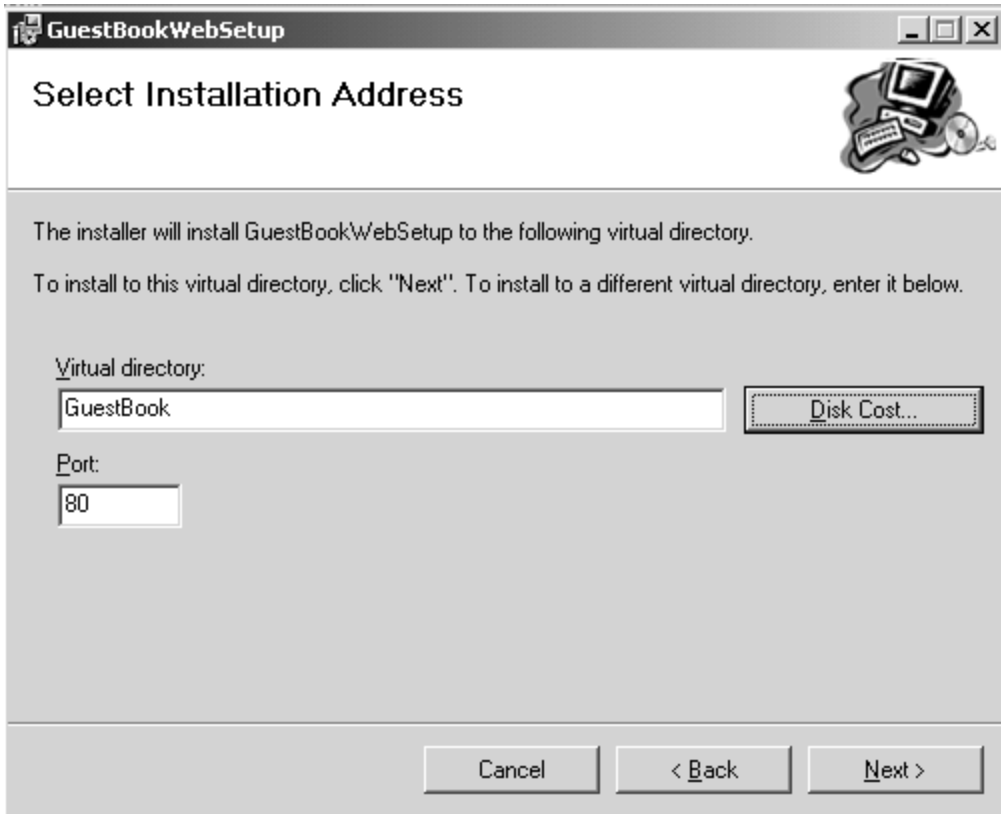 GuestBookWebSetup
Select Installation Address
The installer will install GuestBookWebSetup to the following virtual directory.
To install to this virtual directory, click "Next". To install to a different virtual directory, enter it below.
Virtual directory:
GuestBook
Disk Cost...
Port:
80
Cancel
< Back
Next >